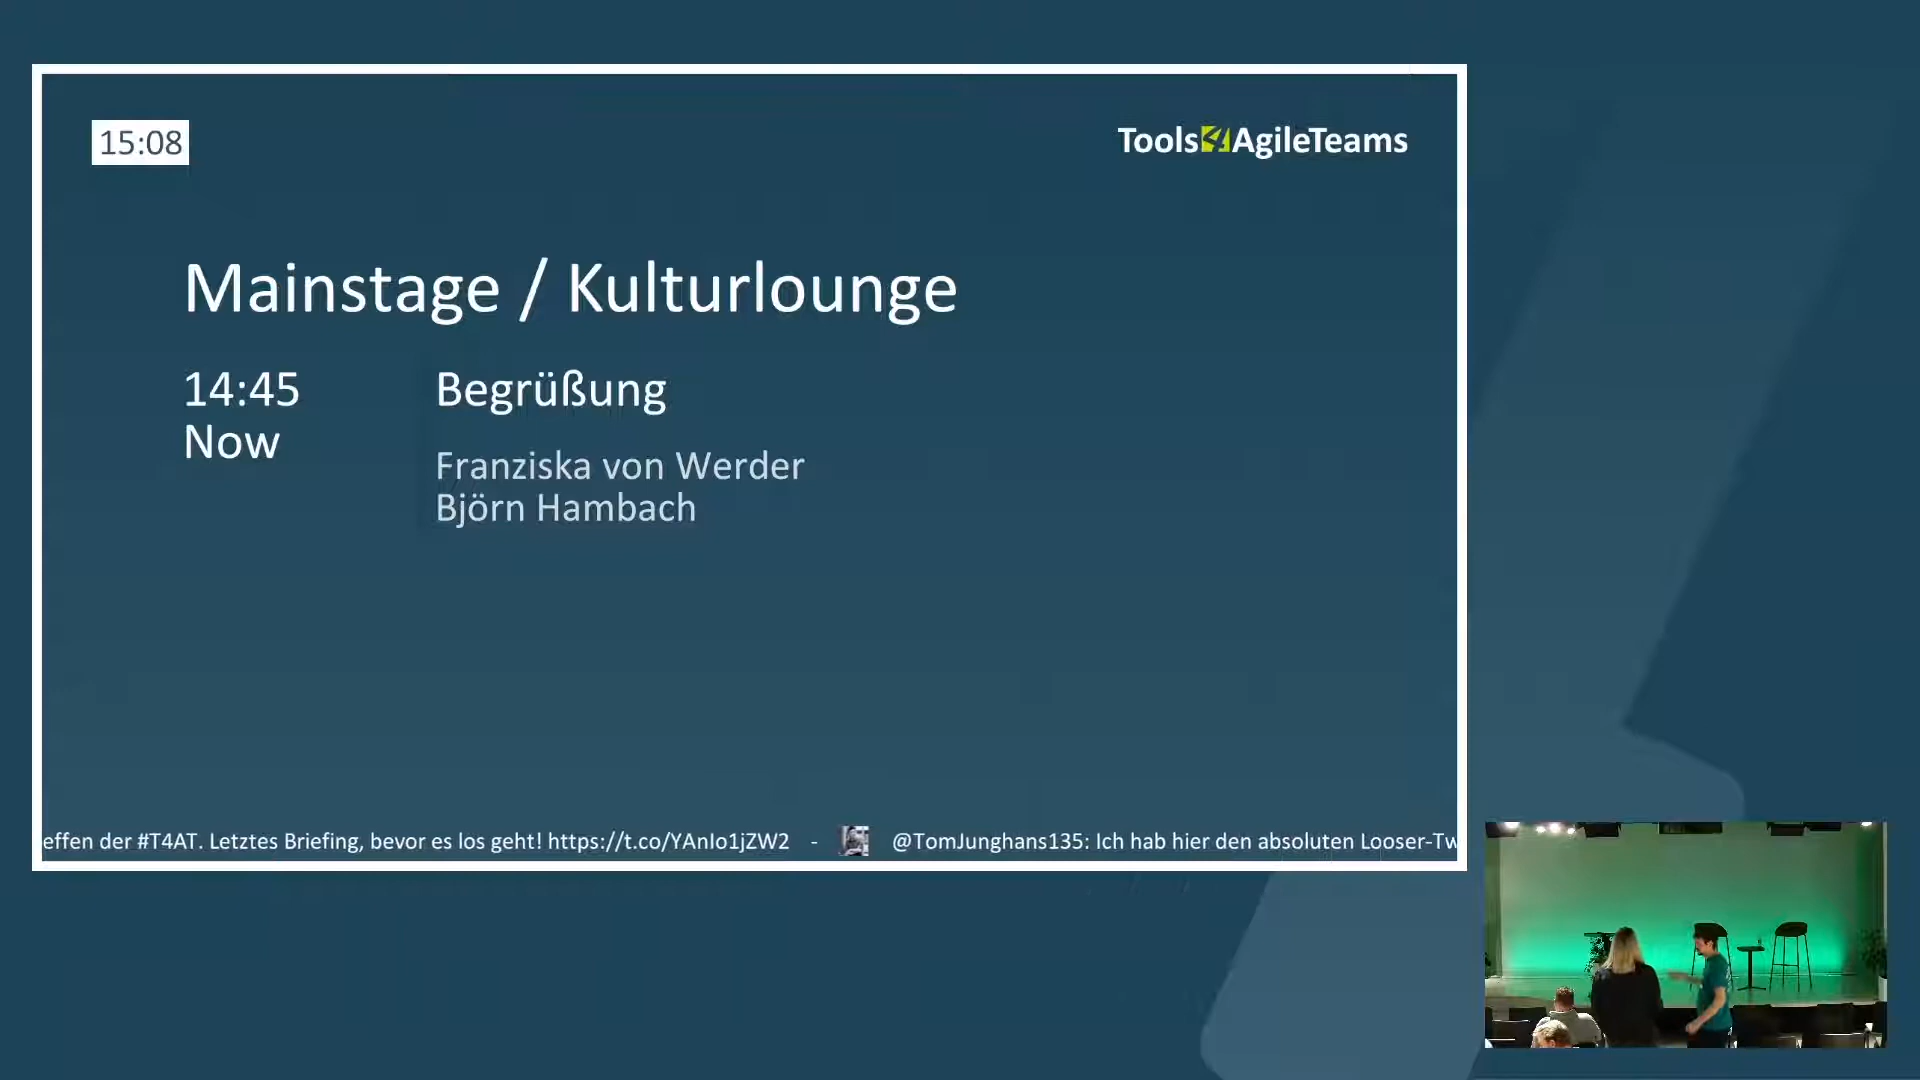 15:08
Tools4AgileTeams
Mainstage / Kulturlounge
14:45
Begrüßung
Now
Franziska von Werder
Björn Hambach
effen der #T4AT. Letztes Briefing, bevor es los geht! https://t.co/YAnIo1jZW2 - @TomJunghans135: Ich hab hier den absoluten Looser-Tw